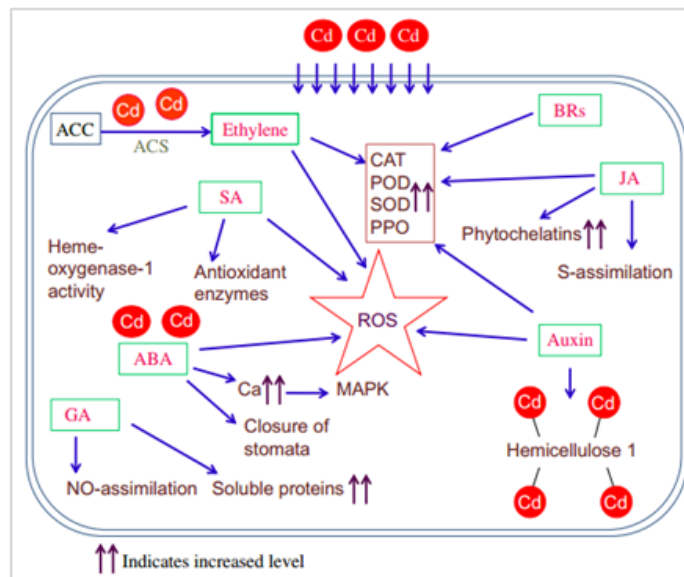 Cd Cd Cd
Cd Cd
ACC
ACS
Ethylene
BRs
CAT
POD
SOD
PPO
JA
SA
Phytochelatins
Heme-
oxygenase-1
activity
Antioxidant
enzymes
S-assimilation
Cd Cd
ROS
ABA
Auxin
Ca
MAPK
GA
Closure of
stomata
Cd Cd
Hemicellulose 1
NO-assimilation
Soluble proteins
Cd Cd
Indicates increased level